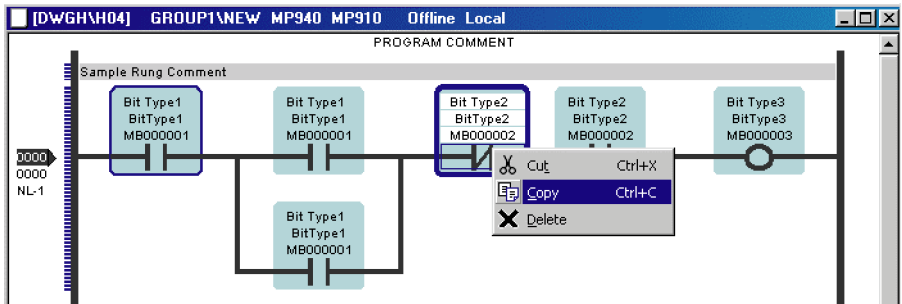 [DWGH\H04] GROUP1\NEW MP940 MP910 Offline Local
PROGRAM COMMENT
Sample Rung Comment
Bit Type1
BitType1
MB000001
Bit Type1
BitType1
MB000001
Bit Type2
BitType2
MB000002
Bit Type2
BitType2
MB000002
Bit Type3
BitType3
MB000003
0000
0000
NL-1
Cut Ctrl+X
Copy Ctrl+C
Delete
Bit Type1
BitType1
MB000001